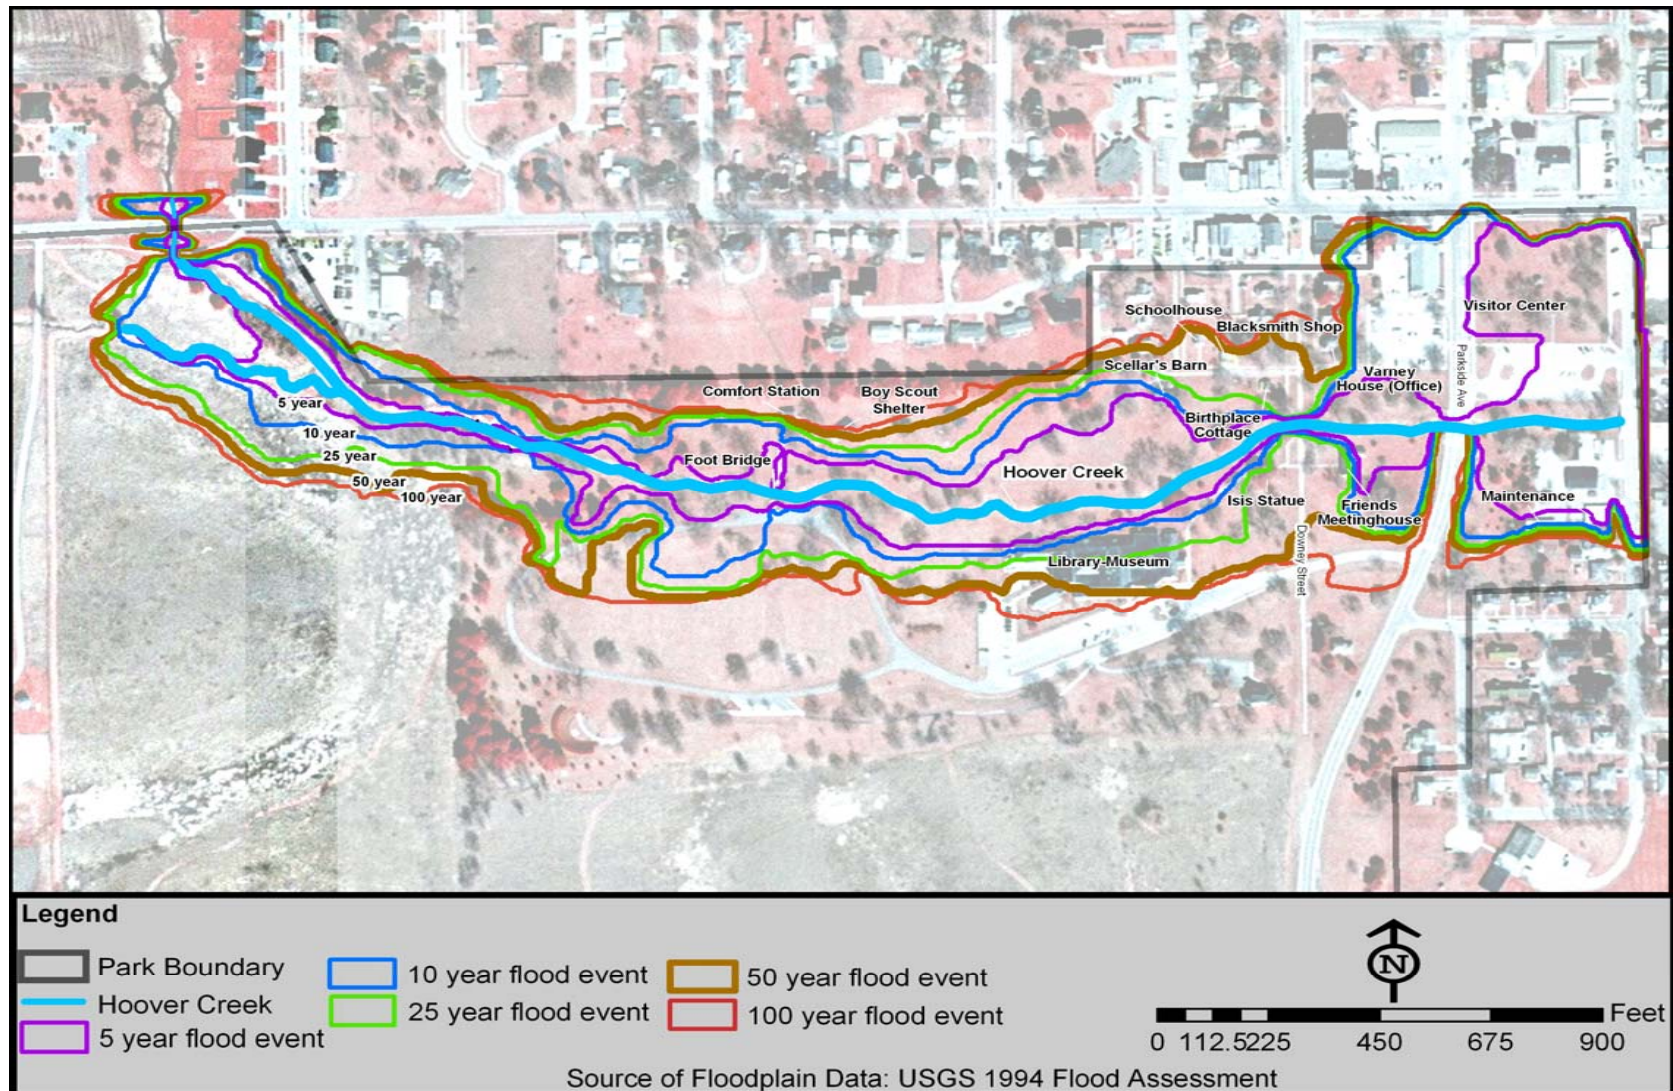 Schoolhouse
Visitor Center
Blacksmith Shop
Scellar's Barn
Parkside Ave
Varney
House (Office)
Comfort Station
Boy Scout
Shelter
5 year
Birthplace
Cottage
10 year
25 year
Foot Bridge
Hoover Creek
50 year
100 year
Isis Statue
Friends
Meetinghouse
Maintenance
Downey Street
Library-Museum
Legend
Park Boundary
Hoover Creek
5 year flood event
10 year flood event
25 year flood event
50 year flood event
100 year flood event
N
Feet
0 112.5225 450 675 900
Source of Floodplain Data: USGS 1994 Flood Assessment